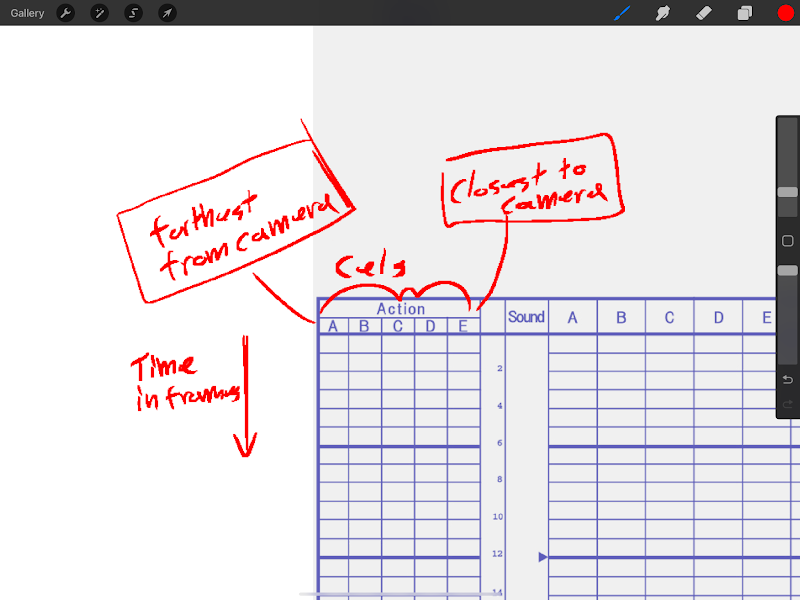 Gallery
farthest
from camera
Closest to
camera
Cels
Time
in frames
Action
A B C D E
Sound A B C D E
2
4
6
8
10
12
14